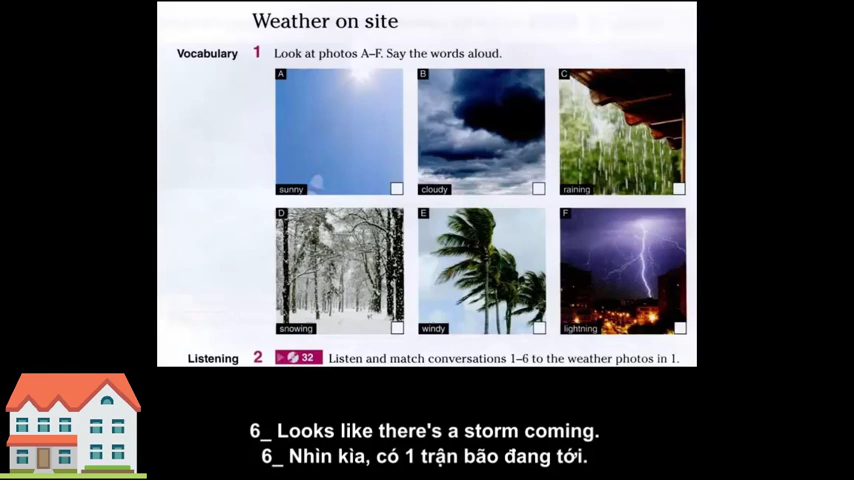 Weather on site
Vocabulary 1 Look at photos A–F. Say the words aloud.
A B C
sunny cloudy raining
D E F
snowing windy lightning
Listening 2 32 Listen and match conversations 1–6 to the weather photos in 1.
6_ Looks like there's a storm coming.
6_ Nhìn kìa, có 1 trận bão đang tới.